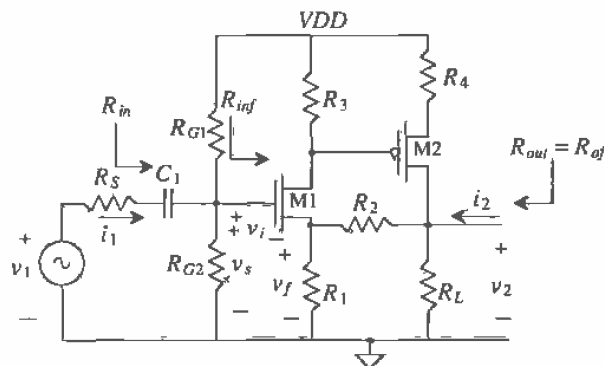 VDD
R4
R3
Rin
Rinf
RG1
M2
Rout = Rof
RS
C1
M1
R2
i2
i1
+
+
+
vi
−
v1
RG2
vs
+
vf
R1
RL
+
v2
−
−
−
−